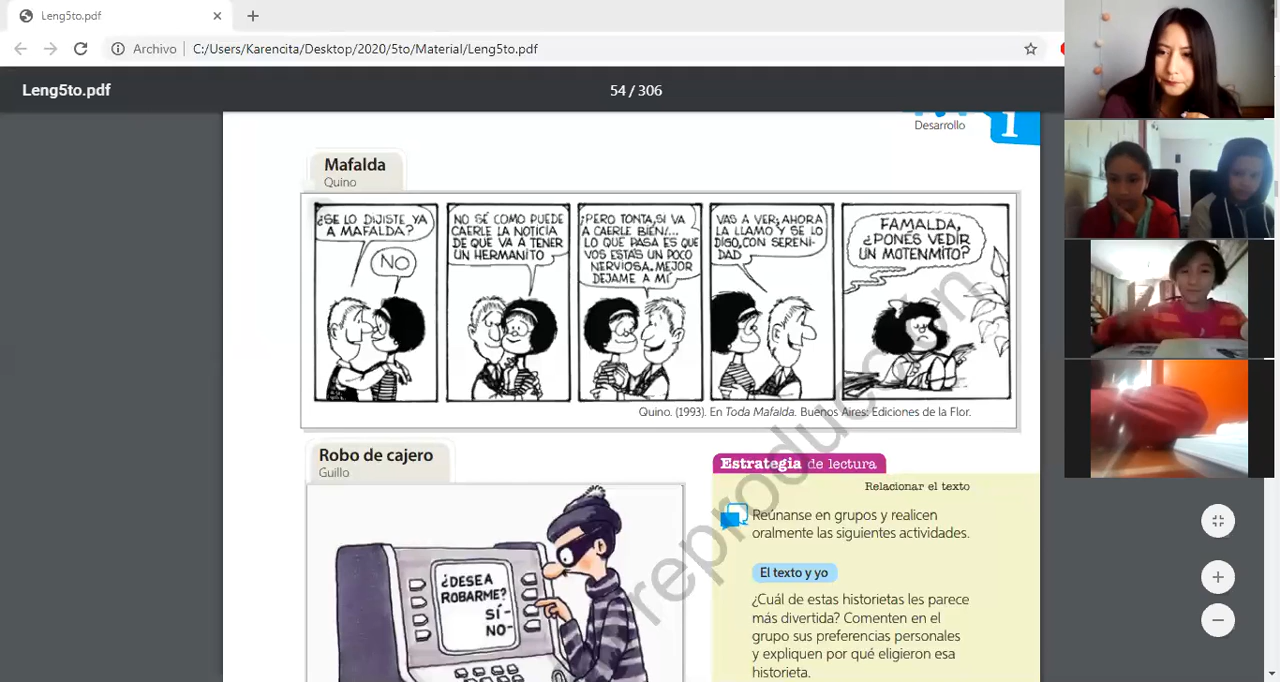 Leng5to.pdf
Archivo
C:/Users/Karencita/Desktop/2020/5to/Material/Leng5to.pdf
Leng5to.pdf
54 / 306
Desarrollo
1
Mafalda
Quino
¿SE LO DIJISTE YA
A MAFALDA?
NO
NO SÉ COMO PUEDE
CAERLE LA NOTICIA
DE QUE VA A TENER
UN HERMANITO
¡PERO TONTA, SI VA
A CAERLE BIEN!...
LO QUE PASA ES QUE
VOS ESTÁS UN POCO
NERVIOSA. MEJOR
DEJAME A MÍ
VAS A VER; AHORA
LA LLAMO Y SE LO
DIGO, CON SERENI-
DAD
FAMALDA,
¿PONÉS VEDIR
UN MOTENMITO?
Quino. (1993). En Toda Mafalda. Buenos Aires: Ediciones de la Flor.
Robo de cajero
Guillo
¿DESEA
ROBARME?
SÍ-
NO-
Estrategia de lectura
Relacionar el texto
Reúnanse en grupos y realicen
oralmente las siguientes actividades.
El texto y yo
¿Cuál de estas historietas les parece
más divertida? Comenten en el
grupo sus preferencias personales
y expliquen por qué eligieron esa
historieta.
reproducción